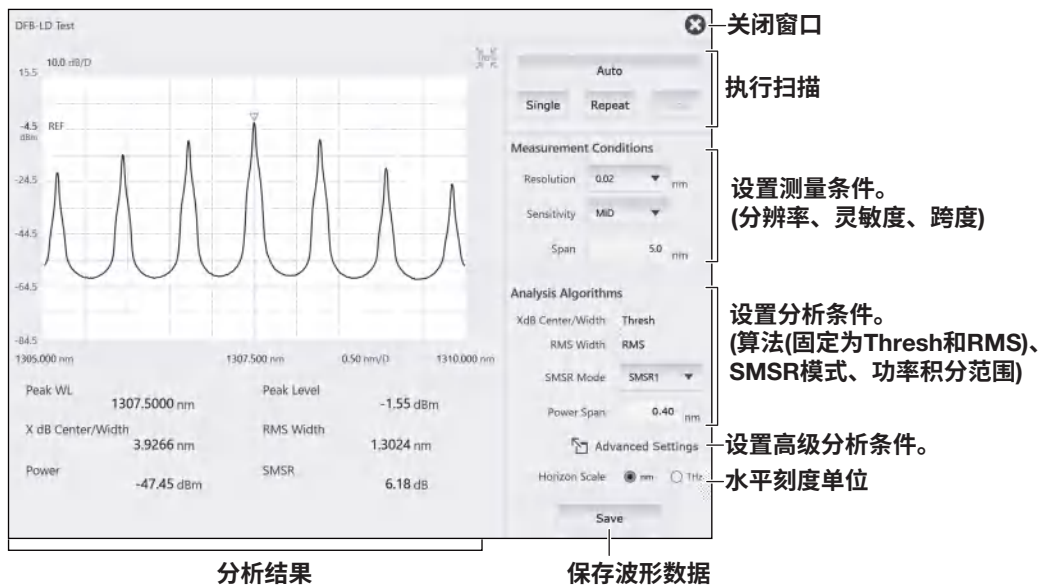 DFB-LD Test
关闭窗口
10.0 dB/D
15.5
-4.5
dBm
REF
-24.5
-44.5
-64.5
-84.5
1305.000 nm
1307.500 nm
0.50 nm/D
1310.000 nm
Peak WL
1307.5000 nm
Peak Level
-1.55 dBm
X dB Center/Width
3.9266 nm
RMS Width
1.3024 nm
Power
-47.45 dBm
SMSR
6.18 dB
分析结果
Auto
Single
Repeat
执行扫描
Measurement Conditions
Resolution 0.02 nm
Sensitivity MID
Span 5.0 nm
设置测量条件。
(分辨率、灵敏度、跨度)
Analysis Algorithms
XdB Center/Width Thresh
RMS Width RMS
SMSR Mode SMSR1
Power Span 0.40 nm
设置分析条件。
(算法(固定为Thresh和RMS)、
SMSR模式、功率积分范围)
Advanced Settings
设置高级分析条件。
Horizon Scale nm THz
水平刻度单位
Save
保存波形数据